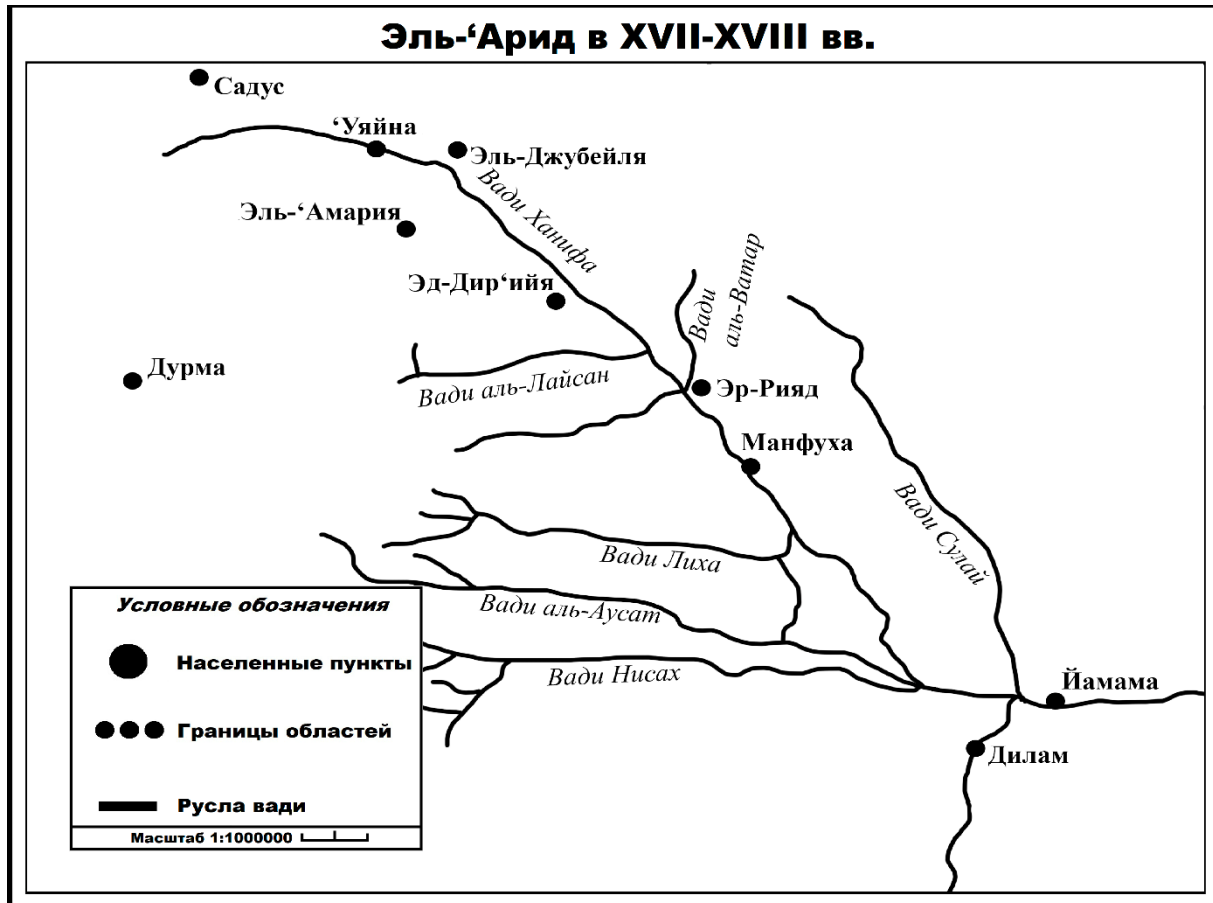 Эль-‘Арид в XVII-XVIII вв.
Садус
‘Уяйна
Эль-Джубейля
Вади Ханифа
Эль-‘Амария
Эд-Дир‘ийя
Вади
аль-Ватар
Дурма
Вади аль-Лайсан
Эр-Рияд
Манфуха
Вади Сулай
Вади Лиха
Вади аль-Аусат
Вади Нисах
Йамама
Дилам
Условные обозначения
Населенные пункты
Границы областей
Русла вади
Масштаб 1:1000000